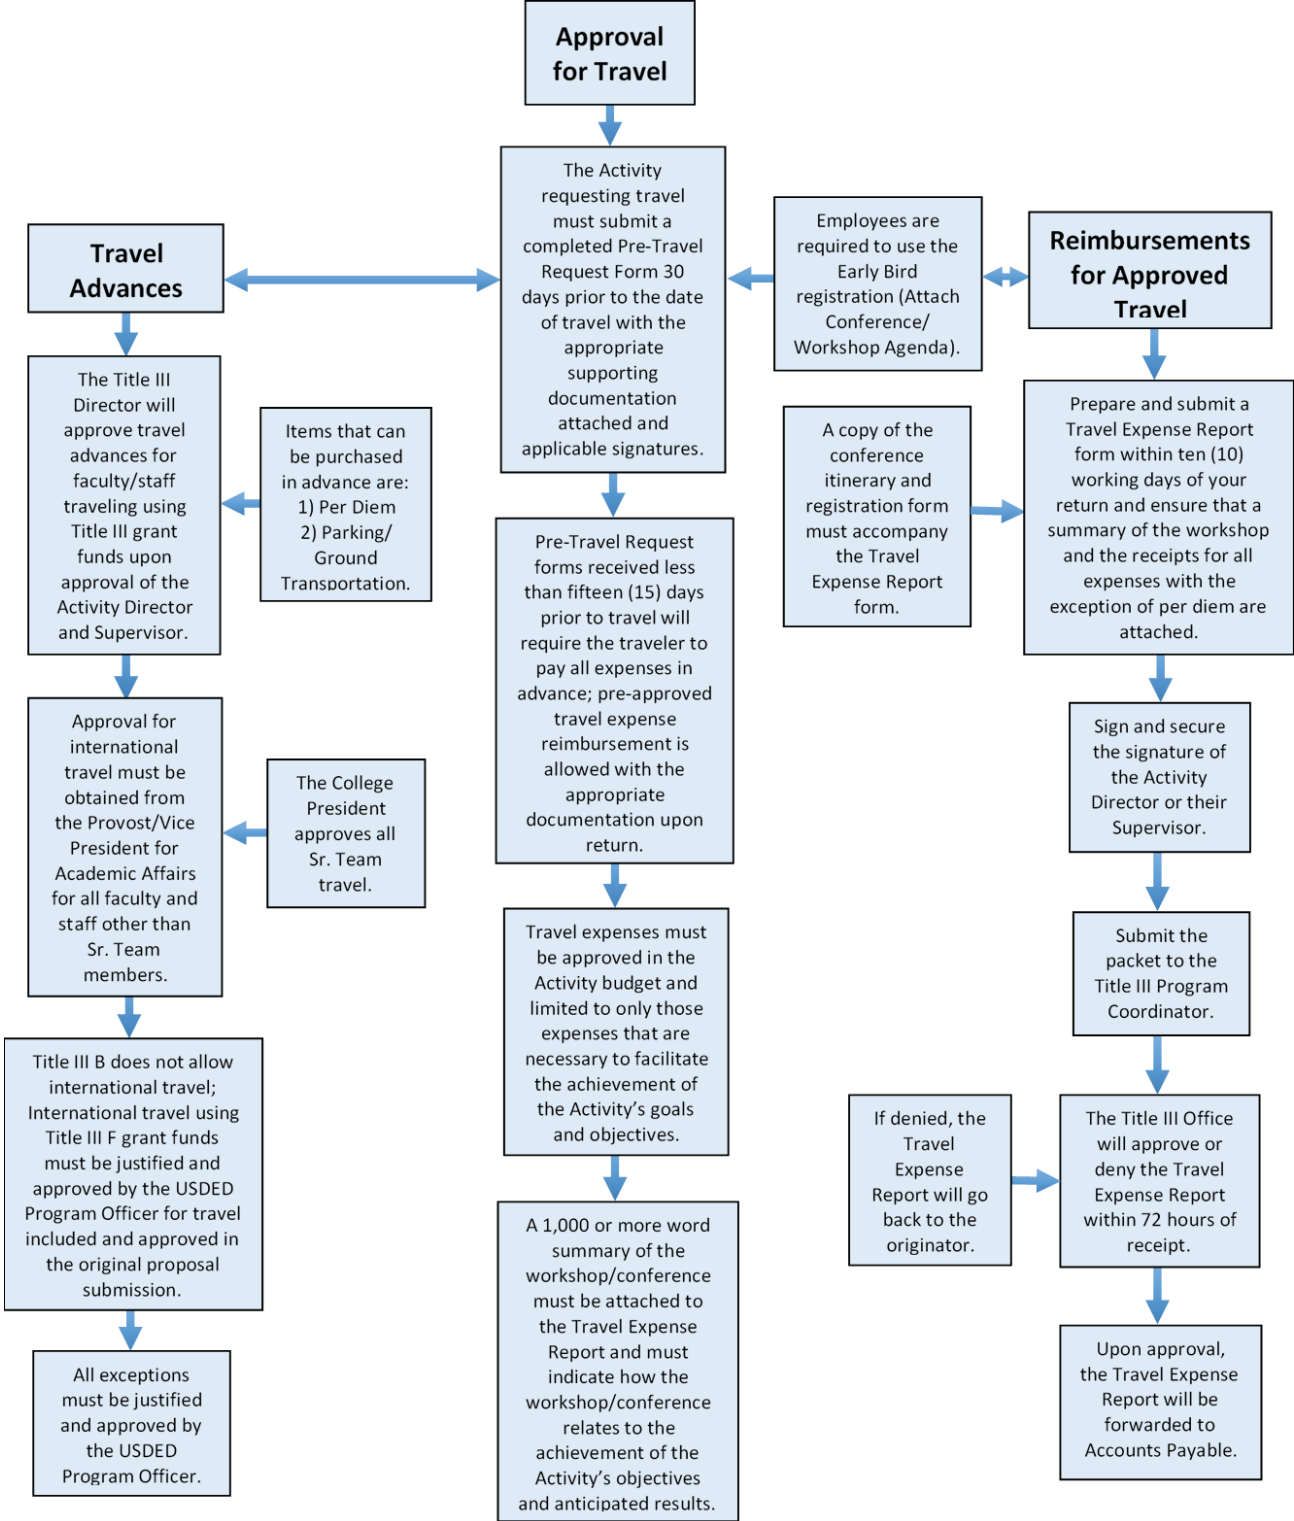 Approval
for Travel
The Activity
requesting travel
must submit a
completed Pre-Travel
Request Form 30
days prior to the date
of travel with the
appropriate
supporting
documentation
attached and
applicable signatures.
Pre-Travel Request
forms received less
than fifteen (15) days
prior to travel will
require the traveler to
pay all expenses in
advance; pre-approved
travel expense
reimbursement is
allowed with the
appropriate
documentation upon
return.
Travel expenses must
be approved in the
Activity budget and
limited to only those
expenses that are
necessary to facilitate
the achievement of
the Activity's goals
and objectives.
A 1,000 or more word
summary of the
workshop/conference
must be attached to
the Travel Expense
Report and must
indicate how the
workshop/conference
relates to the
achievement of the
Activity's objectives
and anticipated results.
Travel
Advances
The Title III
Director will
approve travel
advances for
faculty/staff
traveling using
Title III grant
funds upon
approval of the
Activity Director
and Supervisor.
Items that can
be purchased
in advance are:
1) Per Diem
2) Parking/
Ground
Transportation.
Approval for
international
travel must be
obtained from
the Provost/Vice
President for
Academic Affairs
for all faculty and
staff other than
Sr. Team
members.
The College
President
approves all
Sr. Team
travel.
Title III B does not allow
international travel;
International travel using
Title III F grant funds
must be justified and
approved by the USDED
Program Officer for travel
included and approved in
the original proposal
submission.
All exceptions
must be justified
and approved by
the USDED
Program Officer.
Employees are
required to use the
Early Bird
registration (Attach
Conference/
Workshop Agenda).
Reimbursements
for Approved
Travel
A copy of the
conference
itinerary and
registration form
must accompany
the Travel
Expense Report
form.
Prepare and submit a
Travel Expense Report
form within ten (10)
working days of your
return and ensure that a
summary of the workshop
and the receipts for all
expenses with the
exception of per diem are
attached.
Sign and secure
the signature of
the Activity
Director or their
Supervisor.
Submit the
packet to the
Title III Program
Coordinator.
If denied, the
Travel
Expense
Report will go
back to the
originator.
The Title III Office
will approve or
deny the Travel
Expense Report
within 72 hours of
receipt.
Upon approval,
the Travel Expense
Report will be
forwarded to
Accounts Payable.